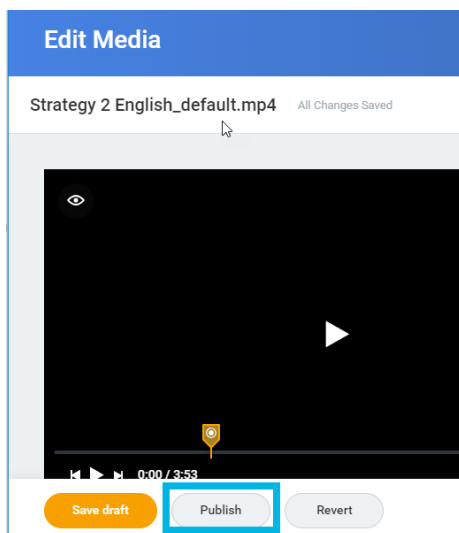 Edit Media
Strategy 2 English_default.mp4 All Changes Saved
0:00 / 3:53
Save draft Publish Revert